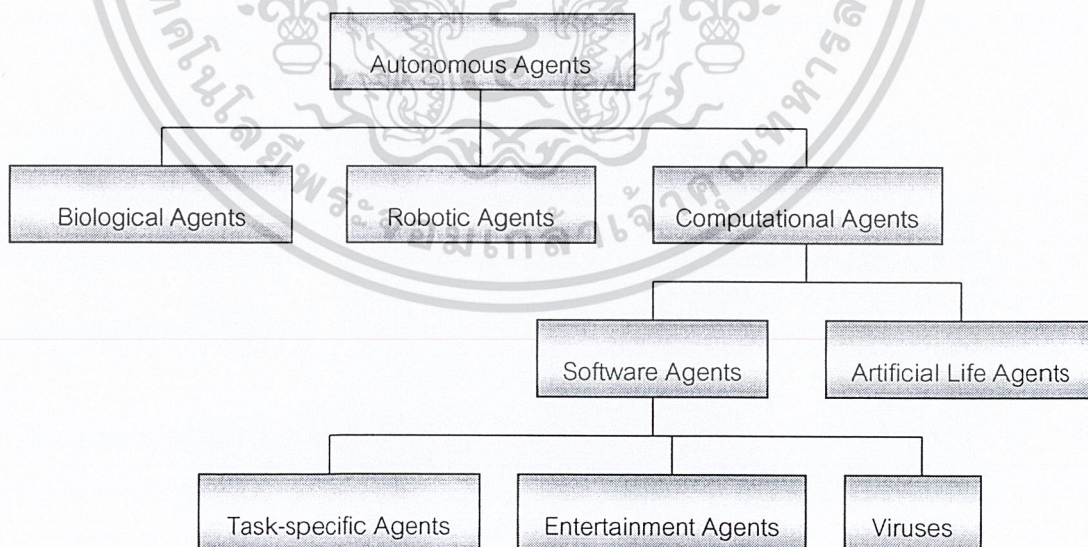 Autonomous Agents
Biological Agents
Robotic Agents
Computational Agents
Software Agents
Artificial Life Agents
Task-specific Agents
Entertainment Agents
Viruses